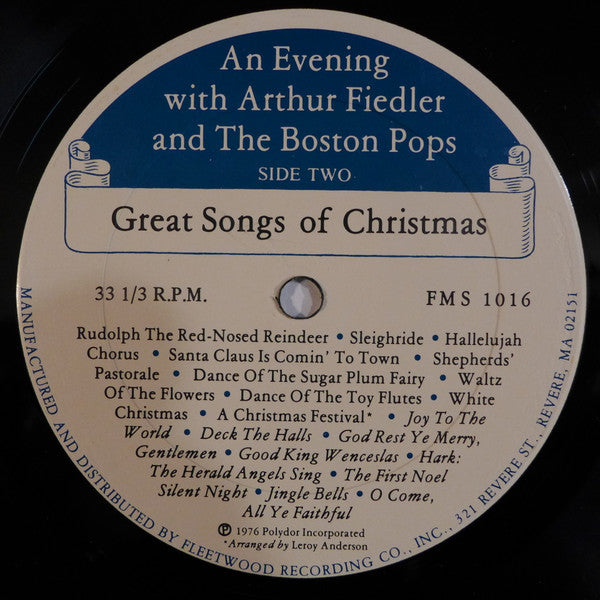 An Evening
with Arthur Fiedler
and The Boston Pops
SIDE TWO
Great Songs of Christmas
33 1/3 R.P.M.
FMS 1016
Rudolph The Red-Nosed Reindeer • Sleighride • Hallelujah
Chorus • Santa Claus Is Comin' To Town • Shepherds'
Pastorale • Dance Of The Sugar Plum Fairy • Waltz
Of The Flowers • Dance Of The Toy Flutes • White
Christmas • A Christmas Festival* • Joy To The
World • Deck The Halls • God Rest Ye Merry,
Gentlemen • Good King Wenceslas • Hark:
The Herald Angels Sing • The First Noel
Silent Night • Jingle Bells • O Come,
All Ye Faithful
℗ 1976 Polydor Incorporated
*Arranged by Leroy Anderson
MANUFACTURED AND DISTRIBUTED BY FLEETWOOD RECORDING CO., INC., 321 REVERE ST., REVERE, MA 02151